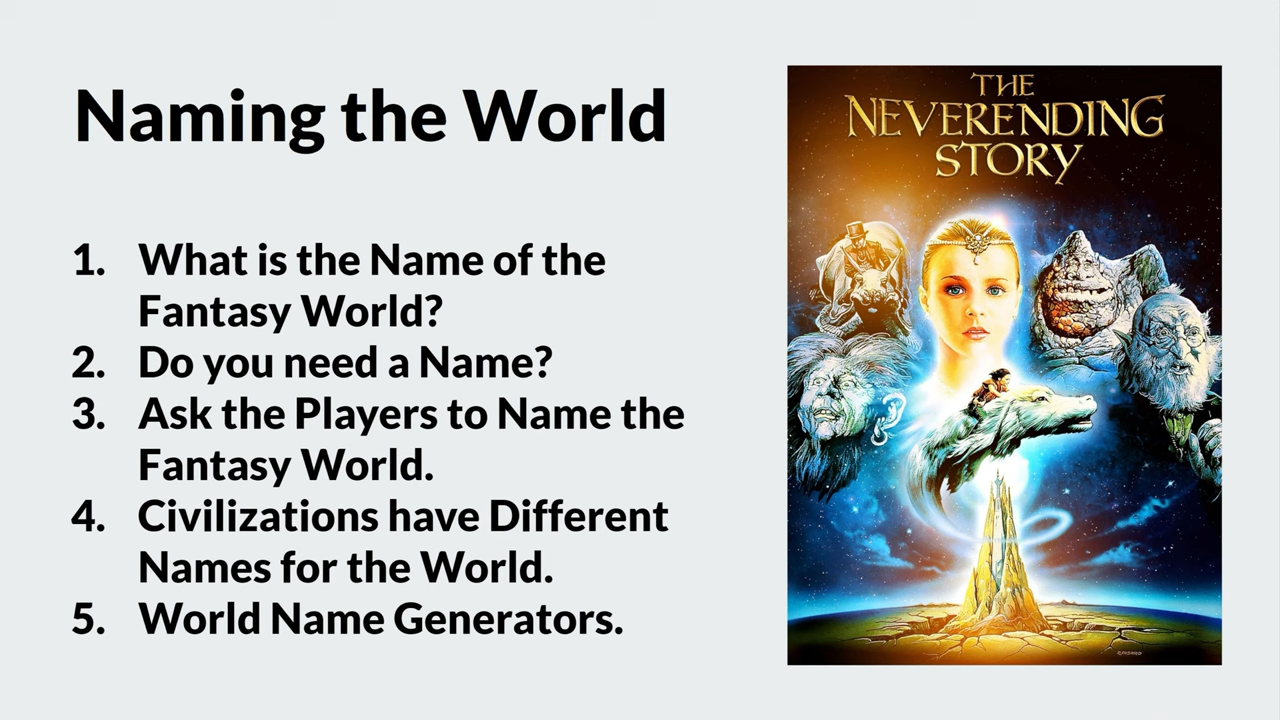 Naming the World
1. What is the Name of the
Fantasy World?
2. Do you need a Name?
3. Ask the Players to Name the
Fantasy World.
4. Civilizations have Different
Names for the World.
5. World Name Generators.
THE
NEVERENDING
STORY